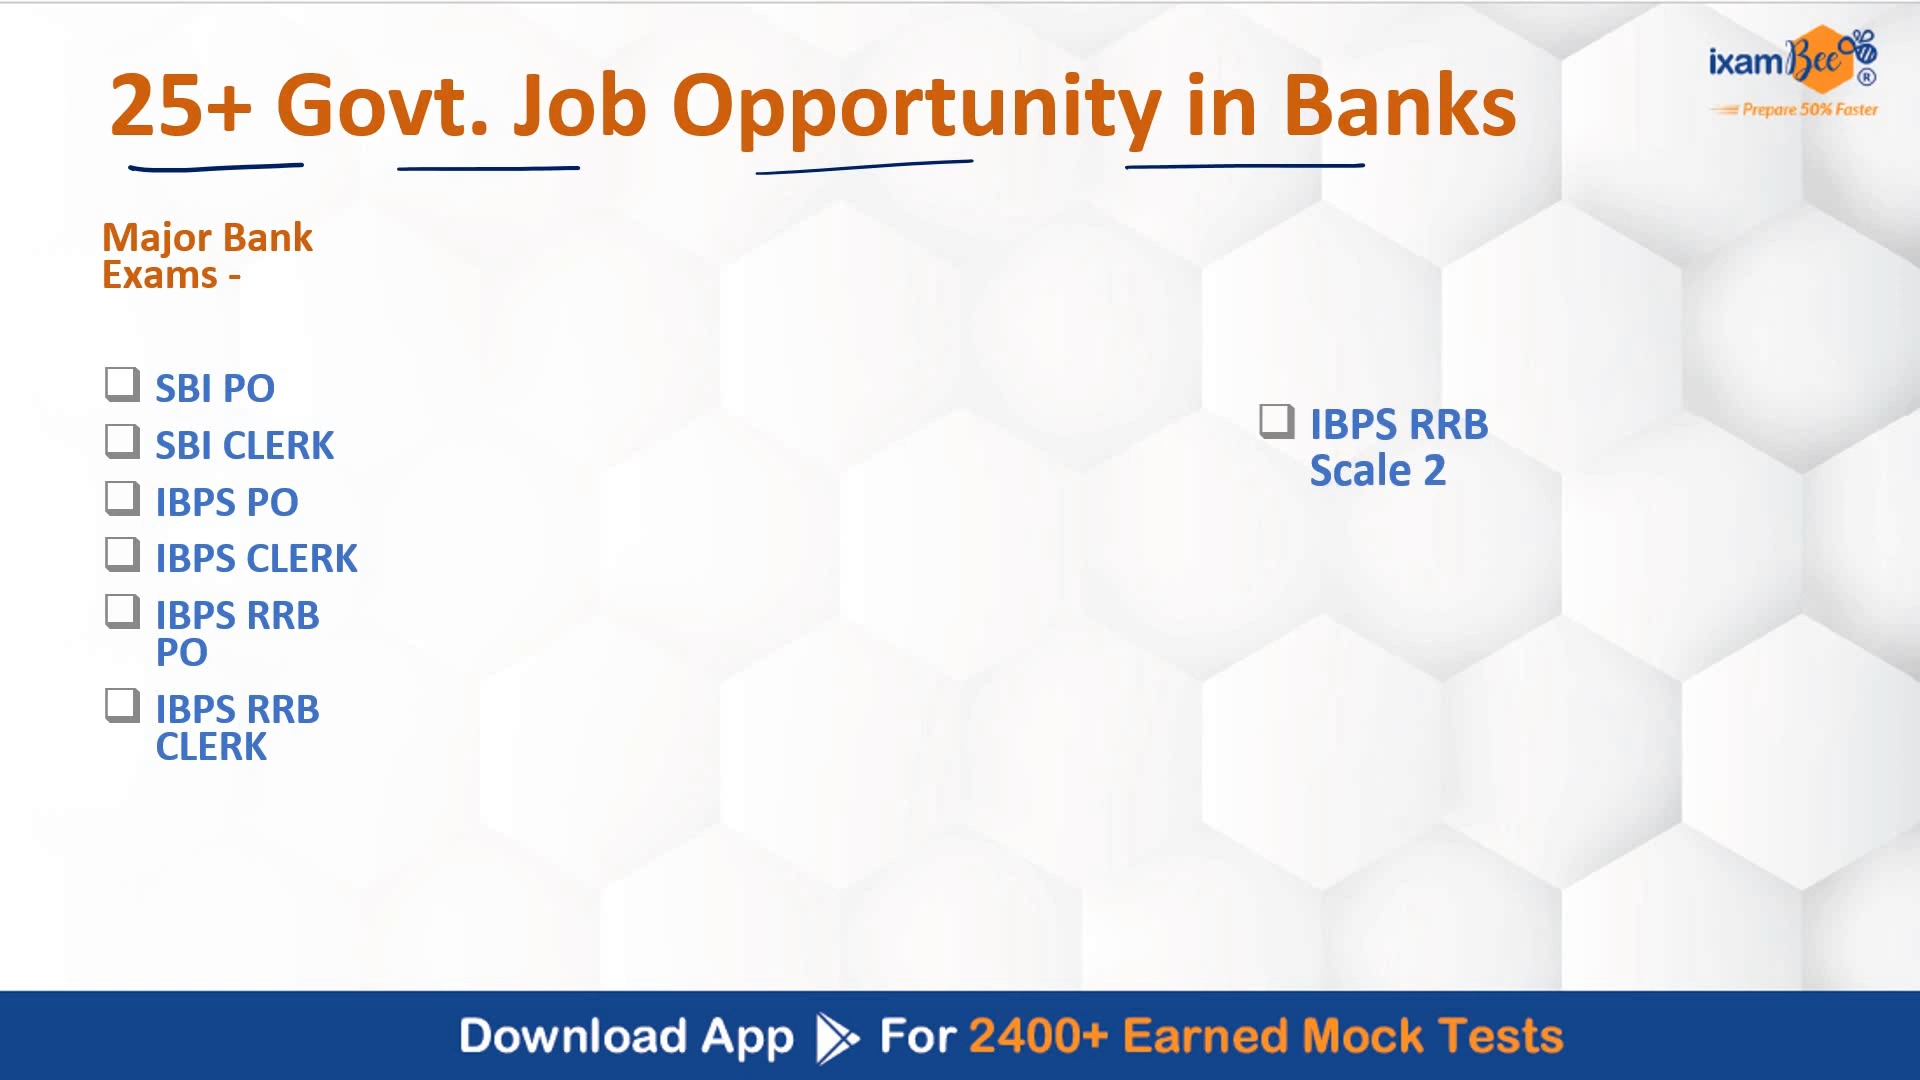 25+ Govt. Job Opportunity in Banks
ixamBee®
Prepare 50% Faster
Major Bank
Exams -
SBI PO
SBI CLERK
IBPS PO
IBPS CLERK
IBPS RRB
PO
IBPS RRB
CLERK
IBPS RRB
Scale 2
Download App For 2400+ Earned Mock Tests